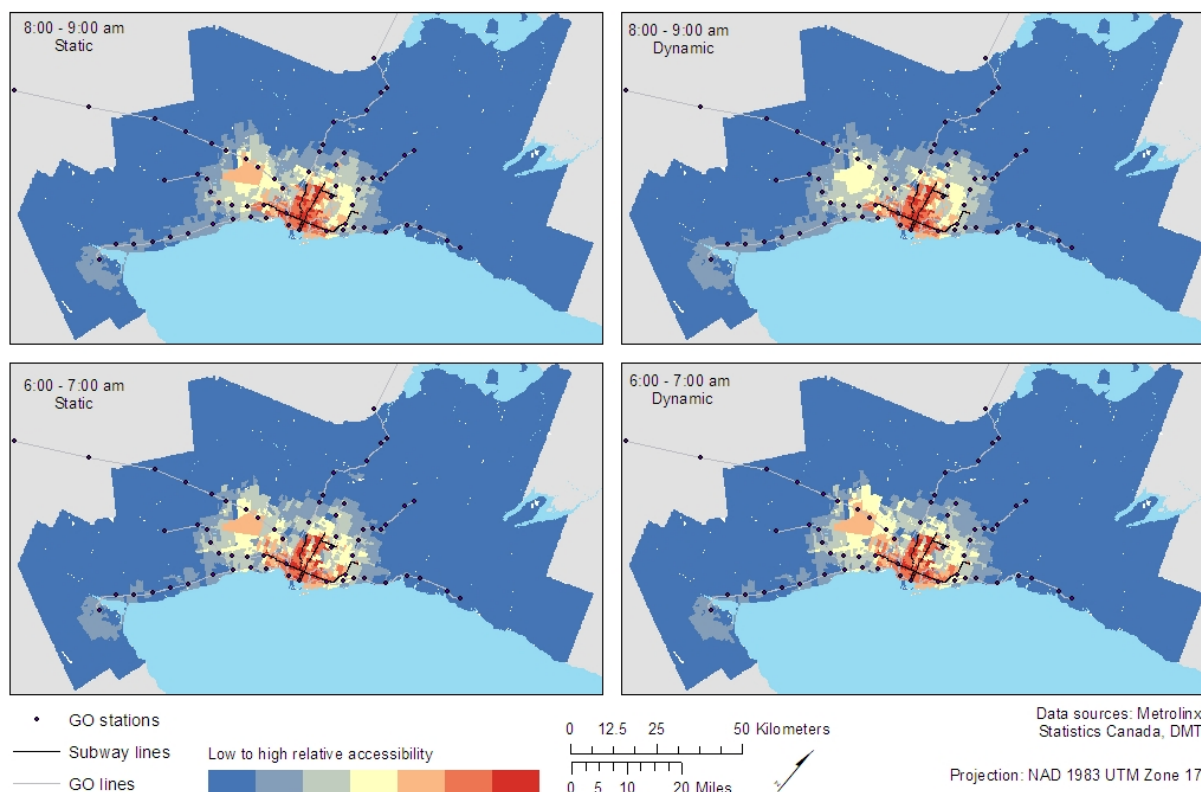 8:00 - 9:00 am
Static
8:00 - 9:00 am
Dynamic
6:00 - 7:00 am
Static
6:00 - 7:00 am
Dynamic
GO stations
Subway lines
GO lines
Low to high relative accessibility
0 12.5 25 50 Kilometers
0 5 10 20 Miles
Data sources: Metrolinx
Statistics Canada, DMT
Projection: NAD 1983 UTM Zone 17